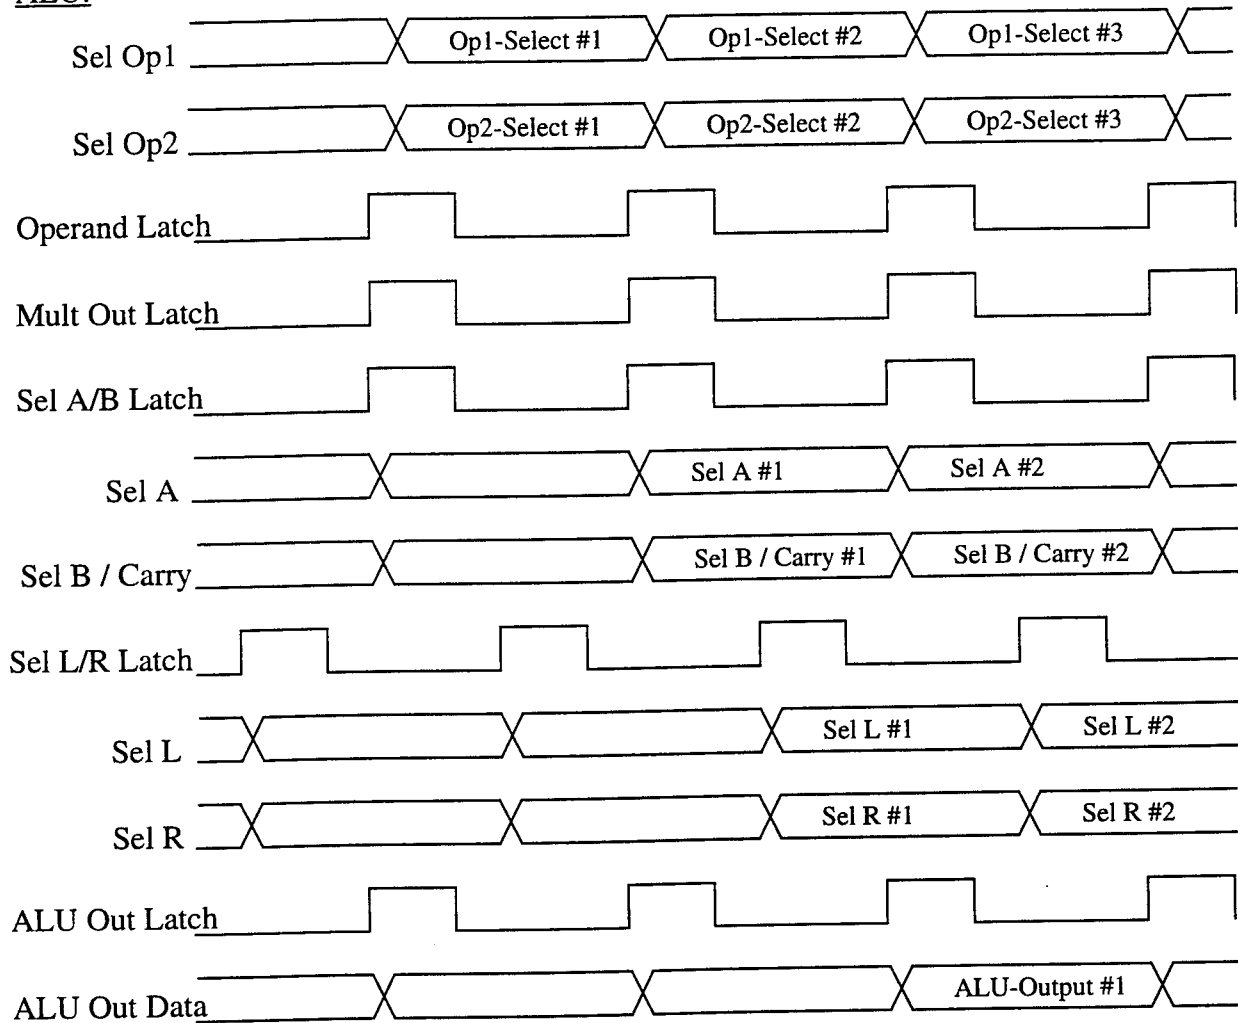 ALU:
Sel Op1 Op1-Select #1 Op1-Select #2 Op1-Select #3
Sel Op2 Op2-Select #1 Op2-Select #2 Op2-Select #3
Operand Latch
Mult Out Latch
Sel A/B Latch
Sel A Sel A #1 Sel A #2
Sel B / Carry Sel B / Carry #1 Sel B / Carry #2
Sel L/R Latch
Sel L Sel L #1 Sel L #2
Sel R Sel R #1 Sel R #2
ALU Out Latch
ALU Out Data ALU-Output #1